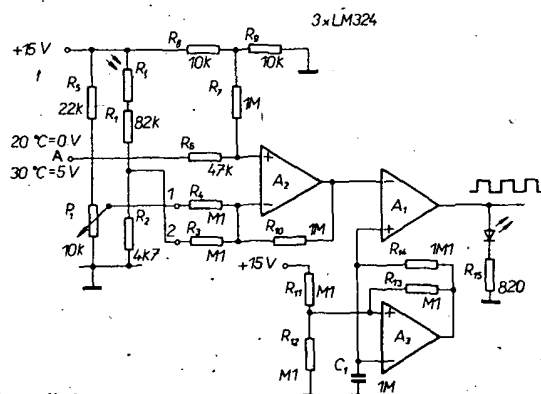 3xLM324
+15 V
R8
10k
R9
10k
1
R5
22k
R1
R1
82k
R7
1M
20 °C=0 V
A
30 °C=5 V
R6
47k
+
A2
-
-
A1
+
1
R4
M1
P1
10k
R2
4k7
2
R3
M1
R10
1M
+15 V
R11
M1
R14
1M1
R13
M1
R15
820
R12
M1
+
A3
-
C1
1M